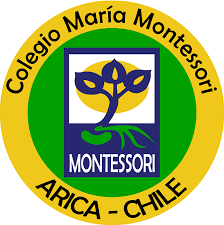 Colegio María Montessori
MONTESSORI
ARICA - CHILE